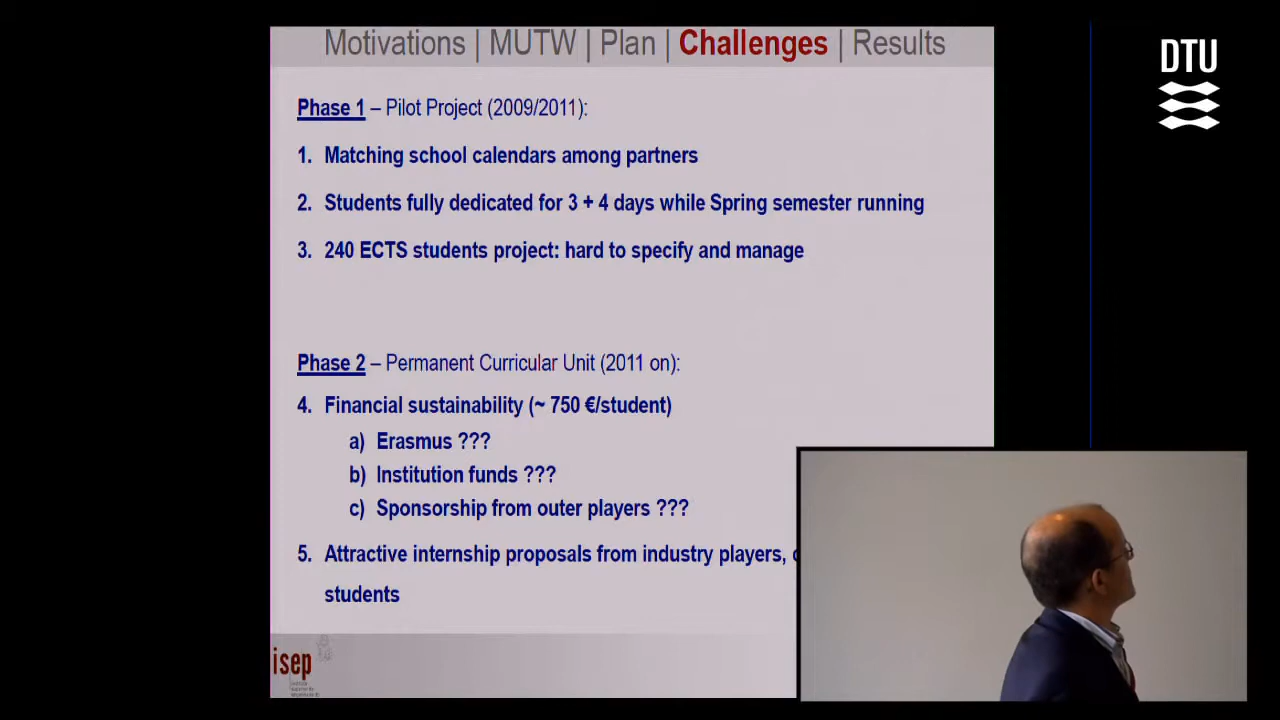 Motivations | MUTW | Plan | Challenges | Results
DTU
Phase 1 – Pilot Project (2009/2011):
1. Matching school calendars among partners
2. Students fully dedicated for 3 + 4 days while Spring semester running
3. 240 ECTS students project: hard to specify and manage
Phase 2 – Permanent Curricular Unit (2011 on):
4. Financial sustainability (~ 750 €/student)
a) Erasmus ???
b) Institution funds ???
c) Sponsorship from outer players ???
5. Attractive internship proposals from industry players,
students
isep